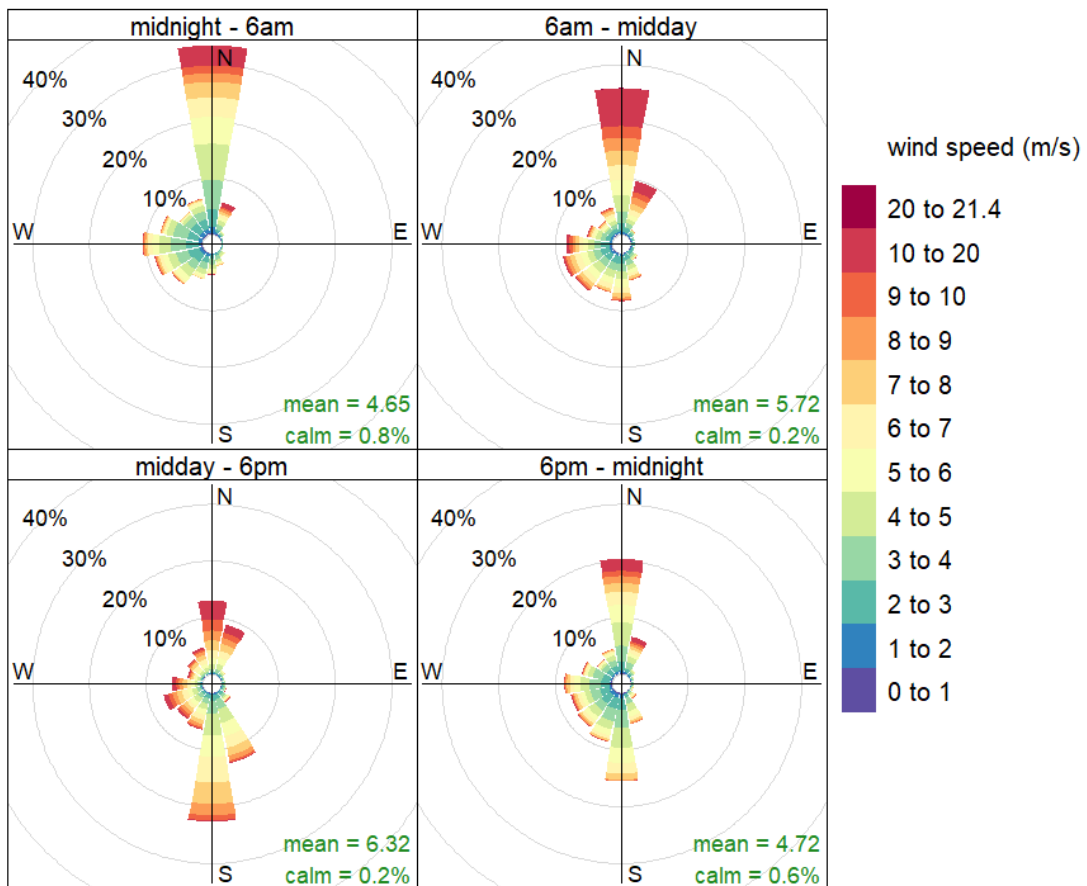 midnight - 6am
40%
30%
20%
10%
N
W
E
S
mean = 4.65
calm = 0.8%
6am - midday
40%
30%
20%
10%
N
W
E
S
mean = 5.72
calm = 0.2%
midday - 6pm
40%
30%
20%
10%
N
W
E
S
mean = 6.32
calm = 0.2%
6pm - midnight
40%
30%
20%
10%
N
W
E
S
mean = 4.72
calm = 0.6%
wind speed (m/s)
20 to 21.4
10 to 20
9 to 10
8 to 9
7 to 8
6 to 7
5 to 6
4 to 5
3 to 4
2 to 3
1 to 2
0 to 1